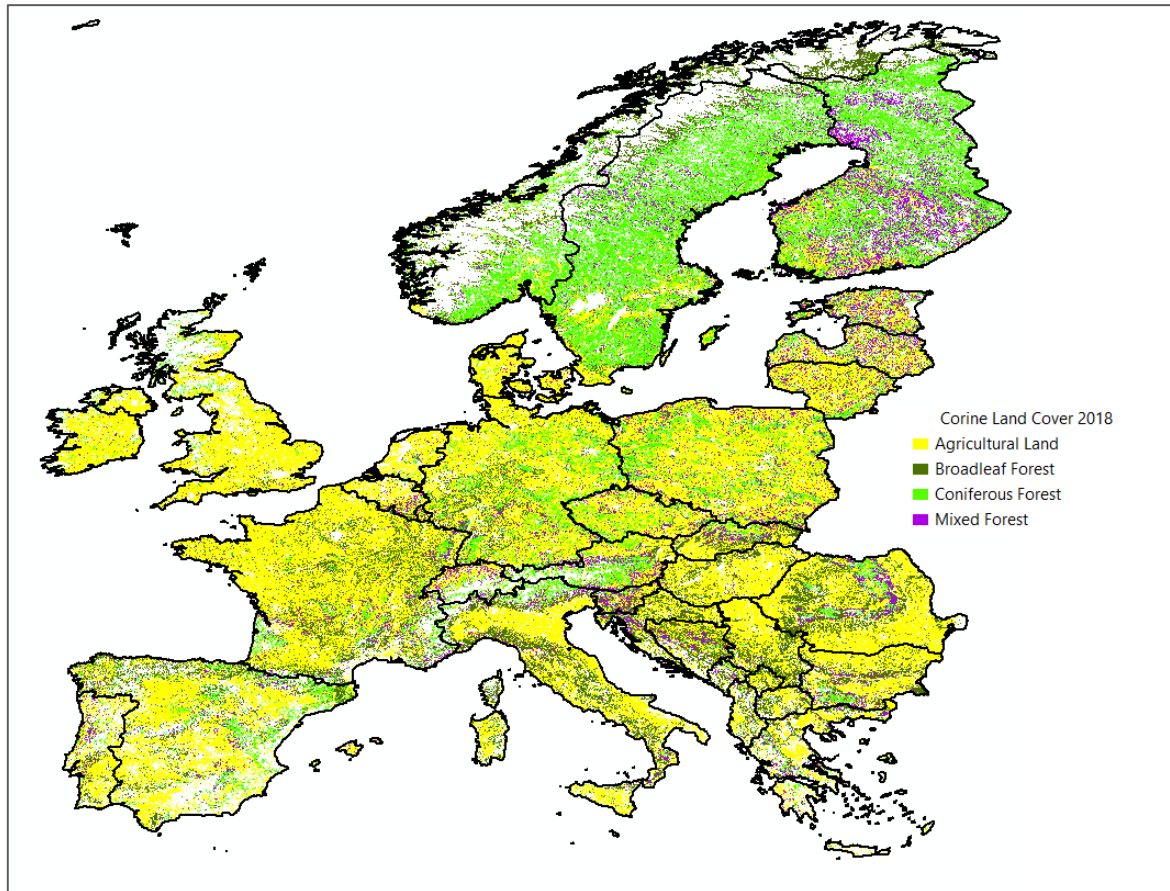 Corine Land Cover 2018
Agricultural Land
Broadleaf Forest
Coniferous Forest
Mixed Forest